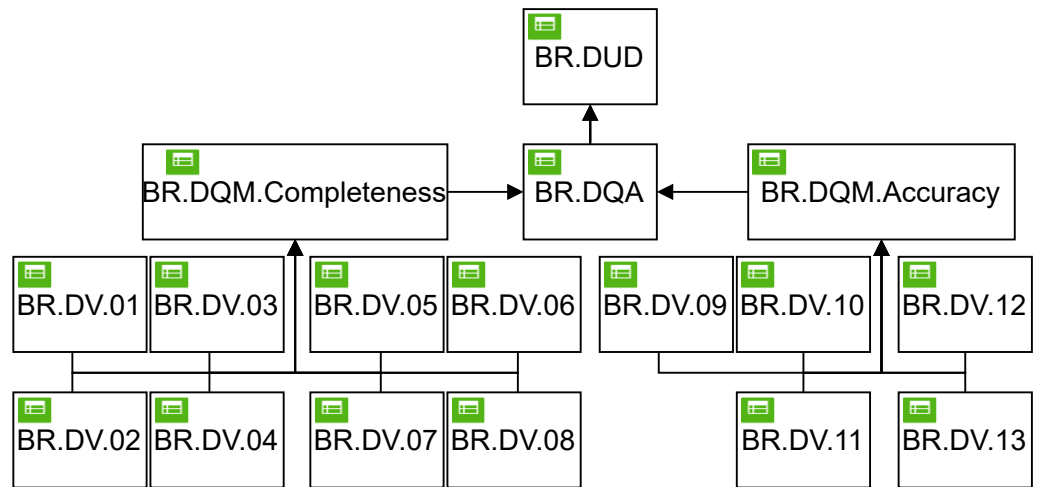 BR.DUD
BR.DQM.Completeness
BR.DQA
BR.DQM.Accuracy
BR.DV.01
BR.DV.03
BR.DV.05
BR.DV.06
BR.DV.09
BR.DV.10
BR.DV.12
BR.DV.02
BR.DV.04
BR.DV.07
BR.DV.08
BR.DV.11
BR.DV.13